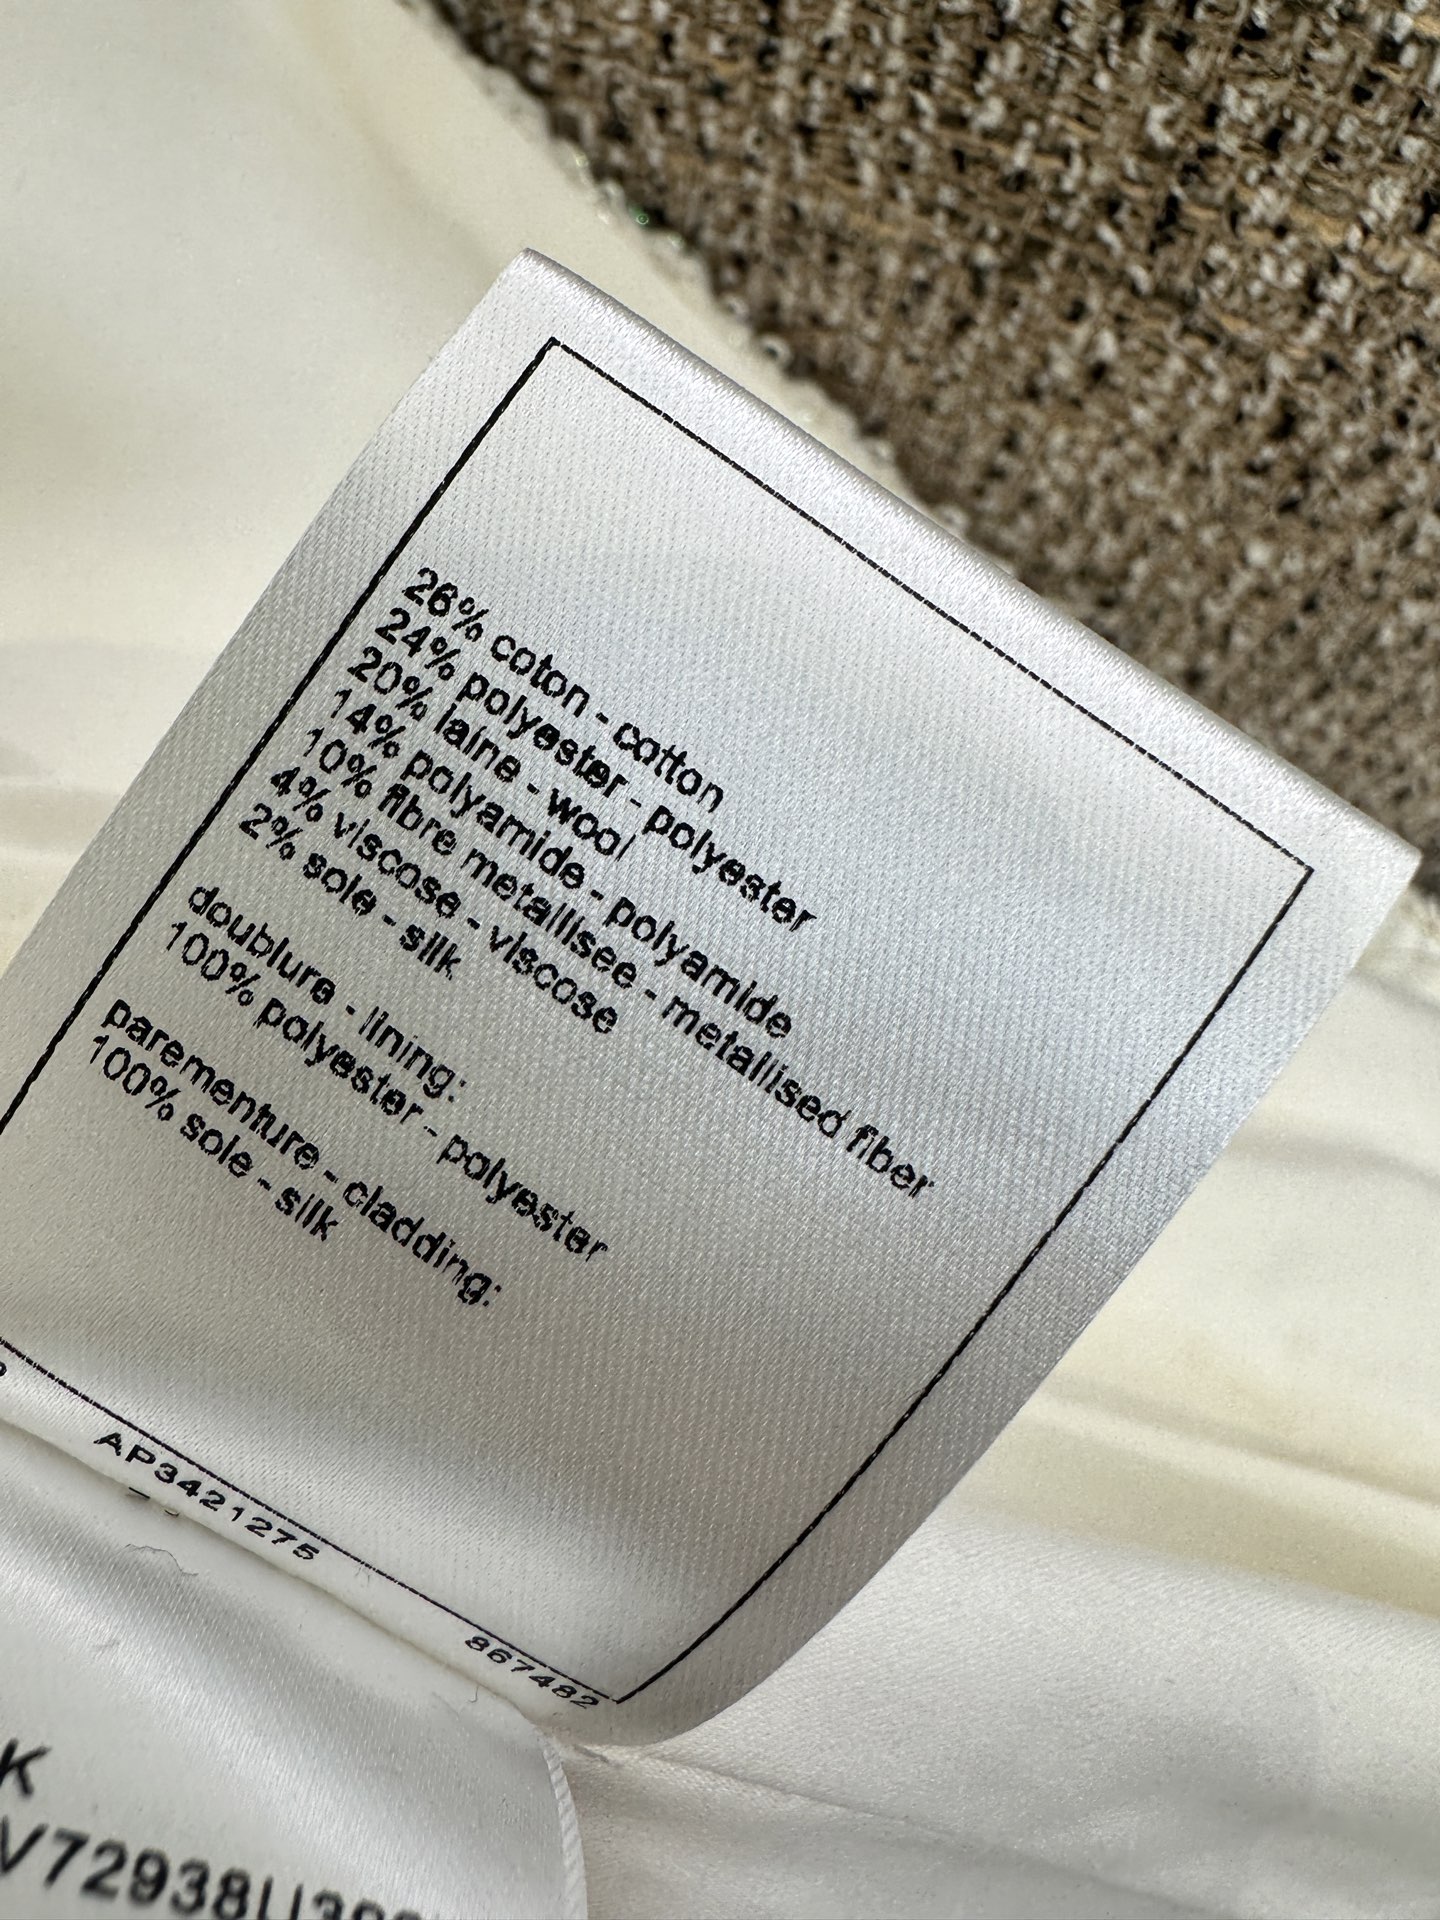 26% coton - cotton
24% polyester - polyester
20% laine - wool
14% polyamide - polyamide
10% fibre metallisee - metallised fiber
4% viscose - viscose
2% sole - silk
doublure - lining:
100% polyester - polyester
parementure - cladding:
100% sole - silk
AP3421275
867482
K
V72938